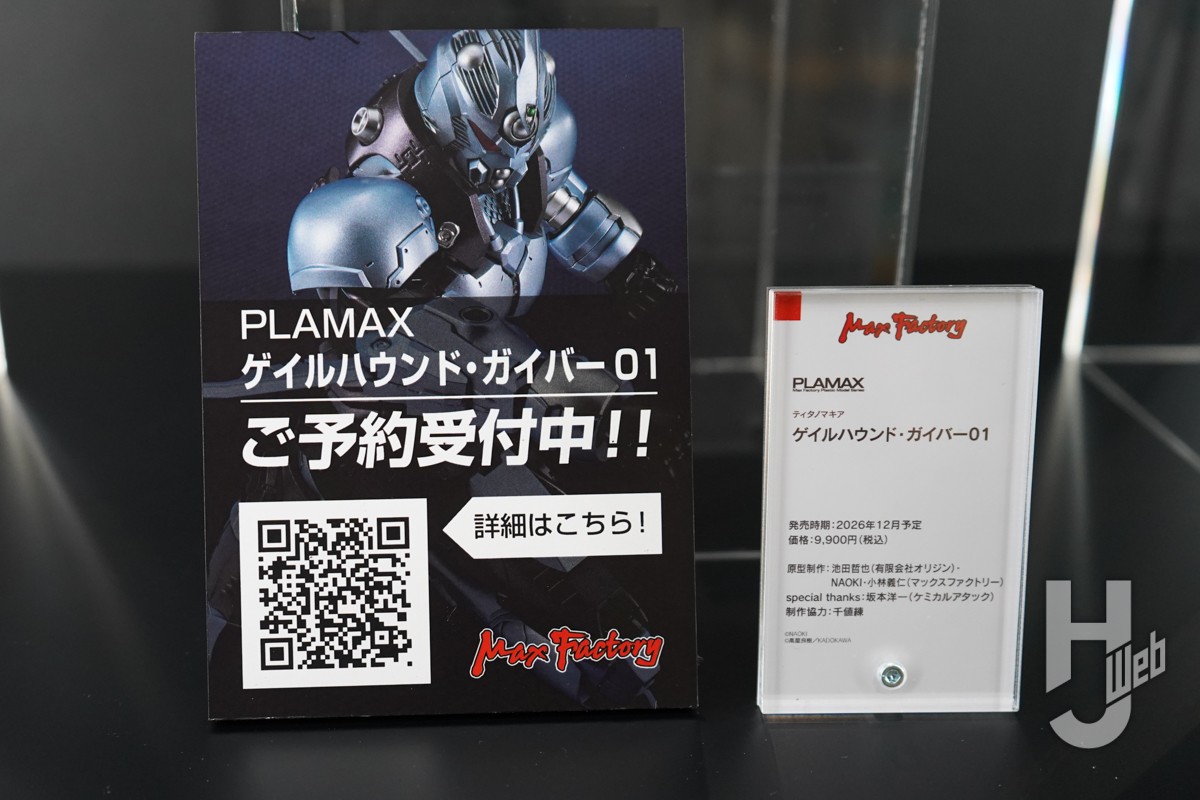 PLAMAX
ゲイルハウンド・ガイバー 01
ご予約受付中!!
詳細はこちら!
Max Factory
Max Factory
PLAMAX
Max Factory Plastic Model Series
ティタノマキア
ゲイルハウンド・ガイバー01
発売時期：2026年12月予定
価格：9,900円（税込）
原型制作：池田哲也（有限会社オリジン）・
NAOKI・小林義仁（マックスファクトリー）
special thanks：坂本洋一（ケミカルアタック）
制作協力：千値練
©NAOKI
©高屋良樹／KADOKAWA
HJ Web